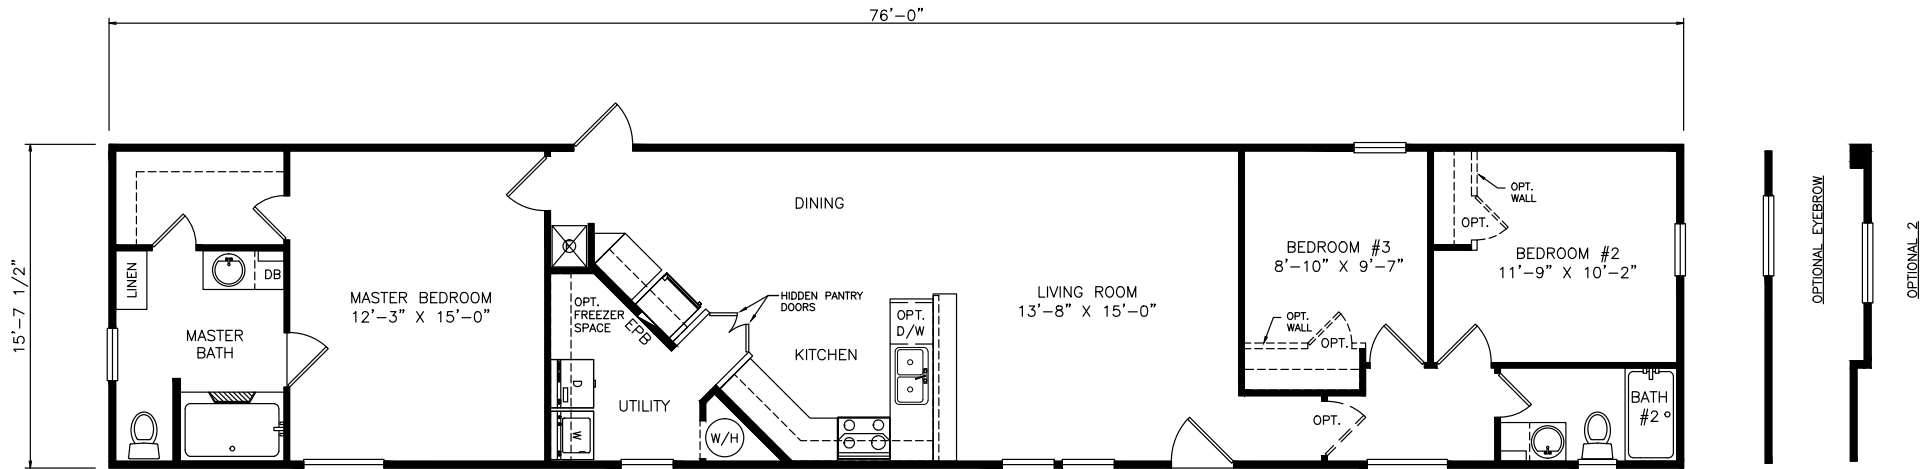 76'-0"
15'-7 1/2"
LINEN
DB
MASTER
BATH
MASTER BEDROOM
12'-3" X 15'-0"
OPT.
FREEZER
SPACE
EPB
D
W
UTILITY
W/H
DINING
HIDDEN PANTRY
DOORS
KITCHEN
OPT.
D/W
LIVING ROOM
13'-8" X 15'-0"
BEDROOM #3
8'-10" X 9'-7"
OPT.
WALL
OPT.
OPT.
OPT.
WALL
OPT.
BEDROOM #2
11'-9" X 10'-2"
BATH
#2
OPTIONAL EYEBROW
OPTIONAL 2